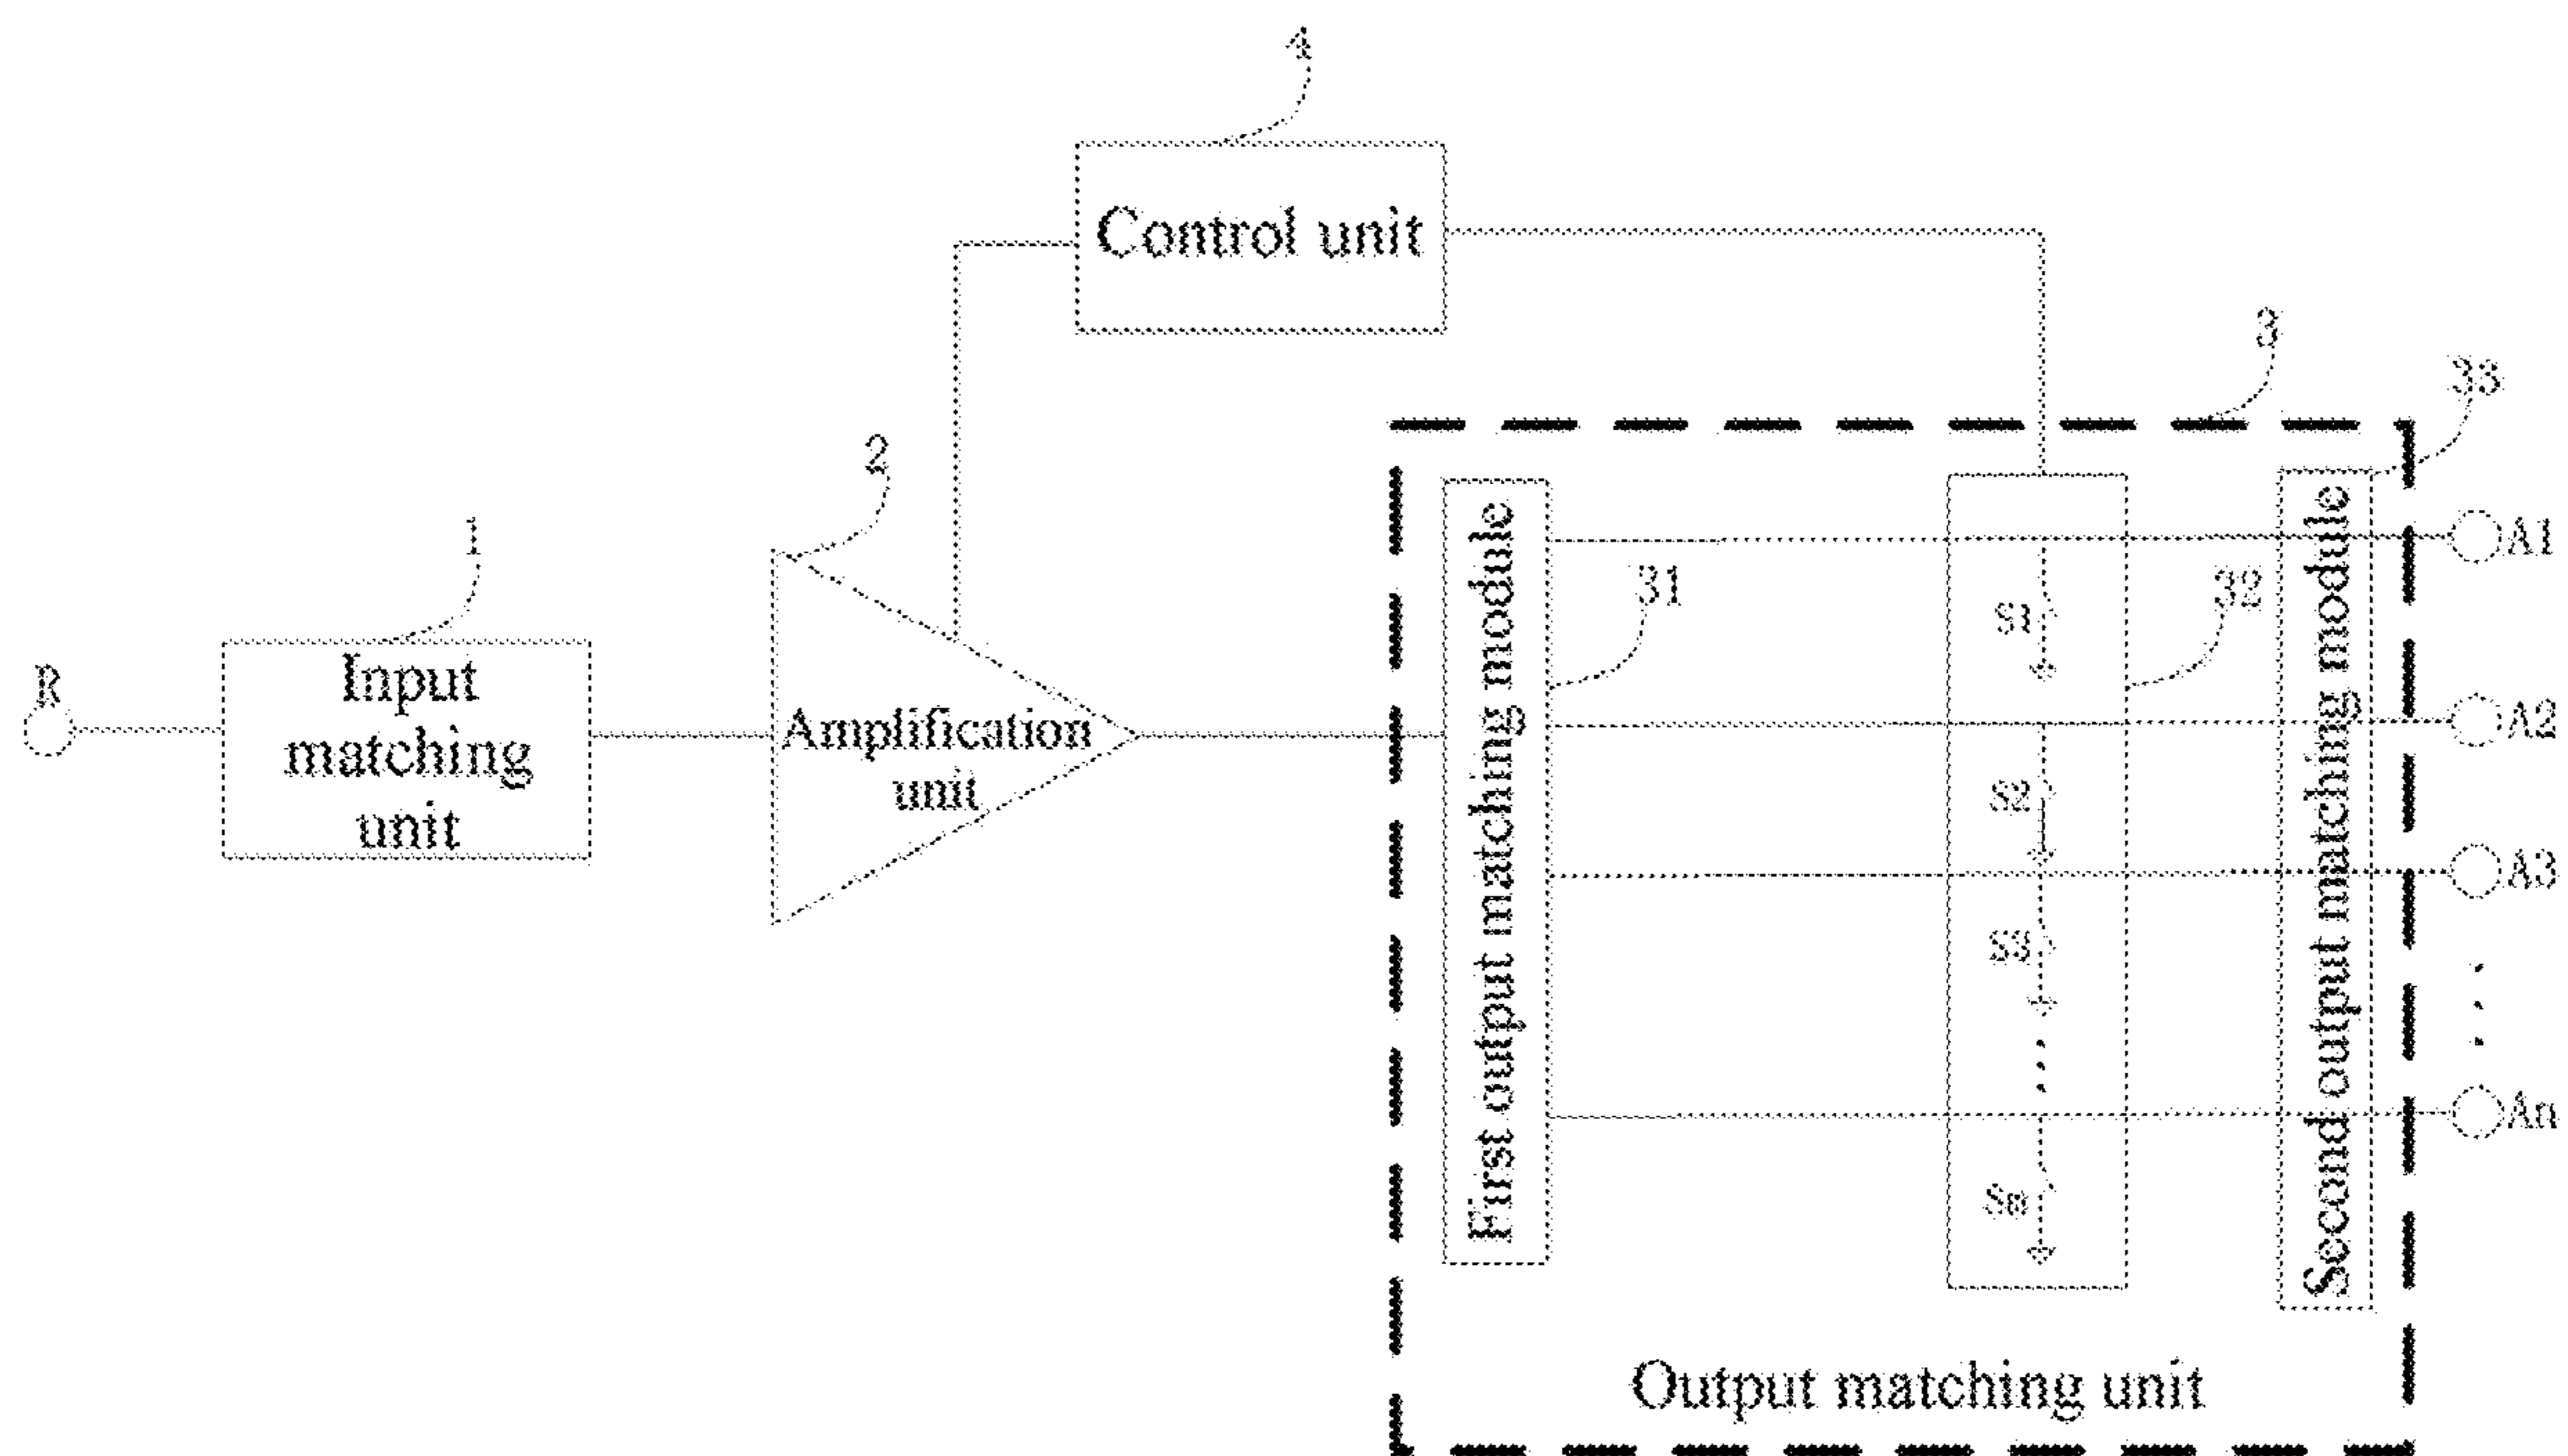 4
Control unit
3
33
2
1
First output matching module
Second output matching module
A1
31
32
S1
R
Input
matching
unit
Amplification
unit
A2
S2
A3
S3
An
Sn
Output matching unit